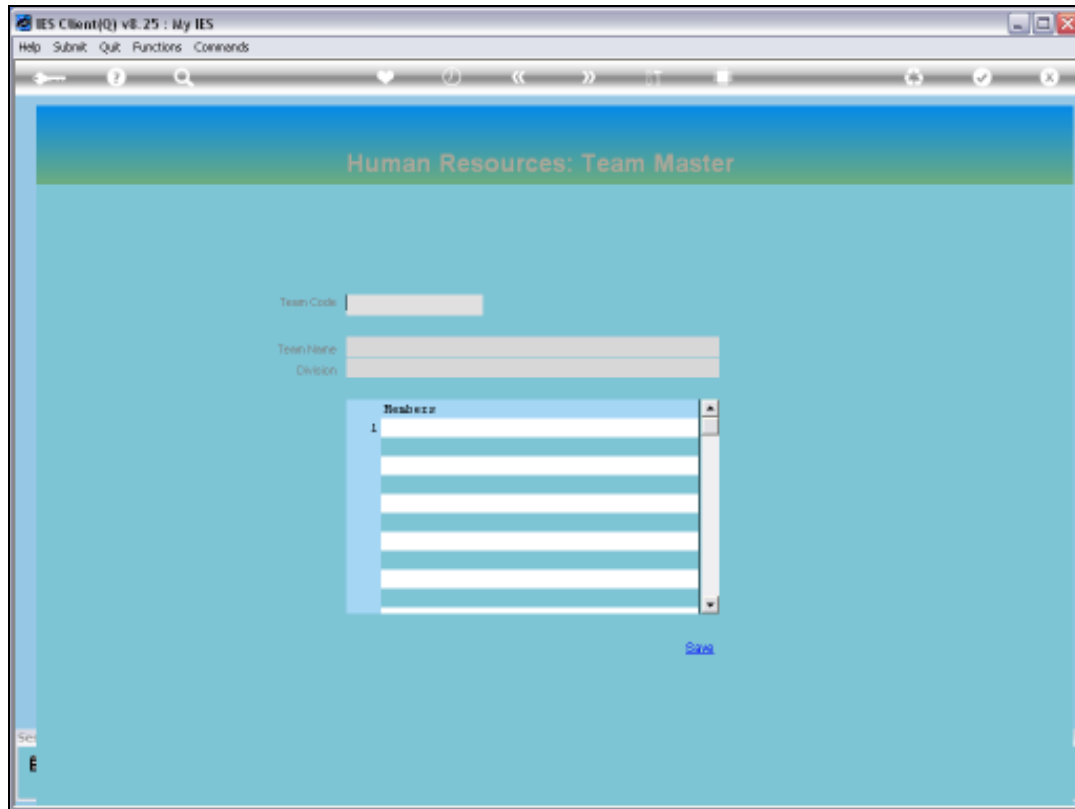 IES Client(Q) v8.25 : My IES
Help Submit Quit Functions Commands
Human Resources: Team Master
Team Code
Team Name
Division
Members
1
Save